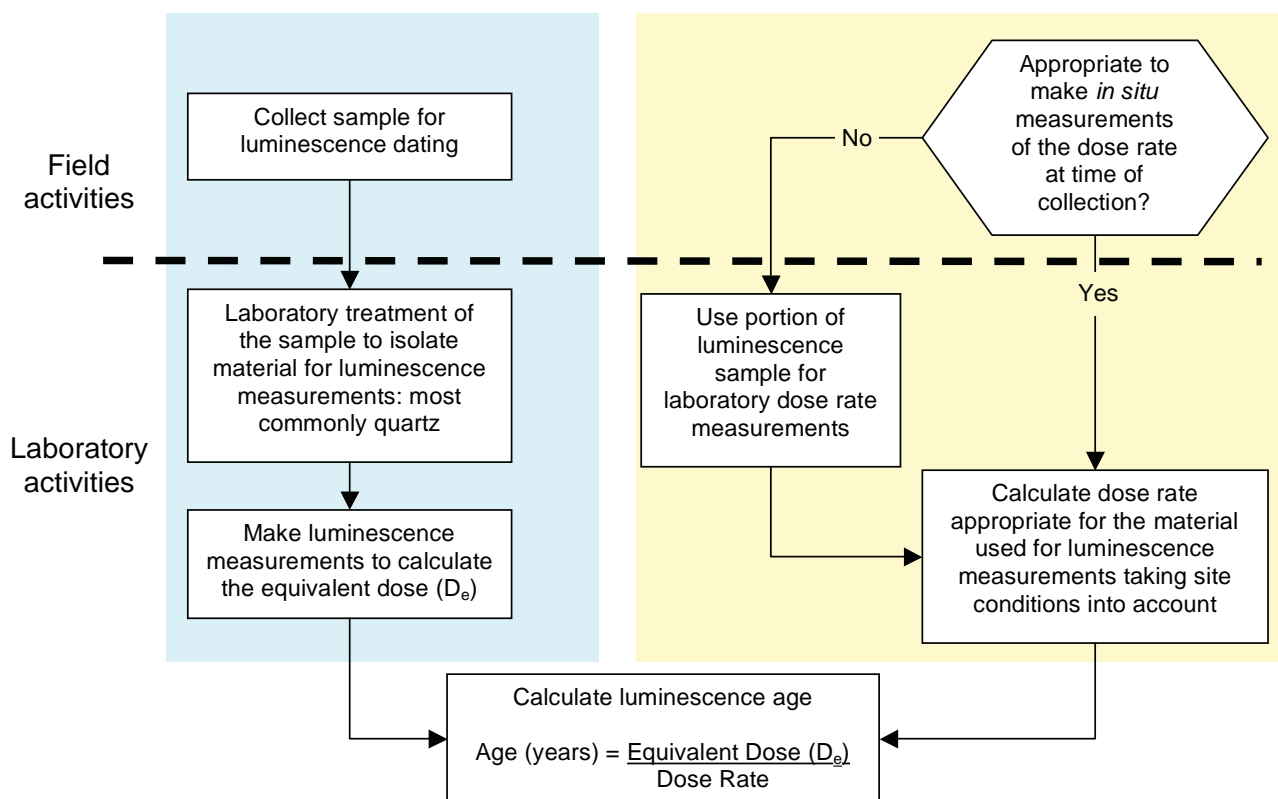 Field
activities
Laboratory
activities
Collect sample for
luminescence dating
Laboratory treatment of
the sample to isolate
material for luminescence
measurements: most
commonly quartz
Make luminescence
measurements to calculate
the equivalent dose (Dₑ)
Appropriate to
make in situ
measurements
of the dose rate
at time of
collection?
No
Yes
Use portion of
luminescence
sample for
laboratory dose rate
measurements
Calculate dose rate
appropriate for the material
used for luminescence
measurements taking site
conditions into account
Calculate luminescence age
Age (years) = Equivalent Dose (Dₑ)
Dose Rate